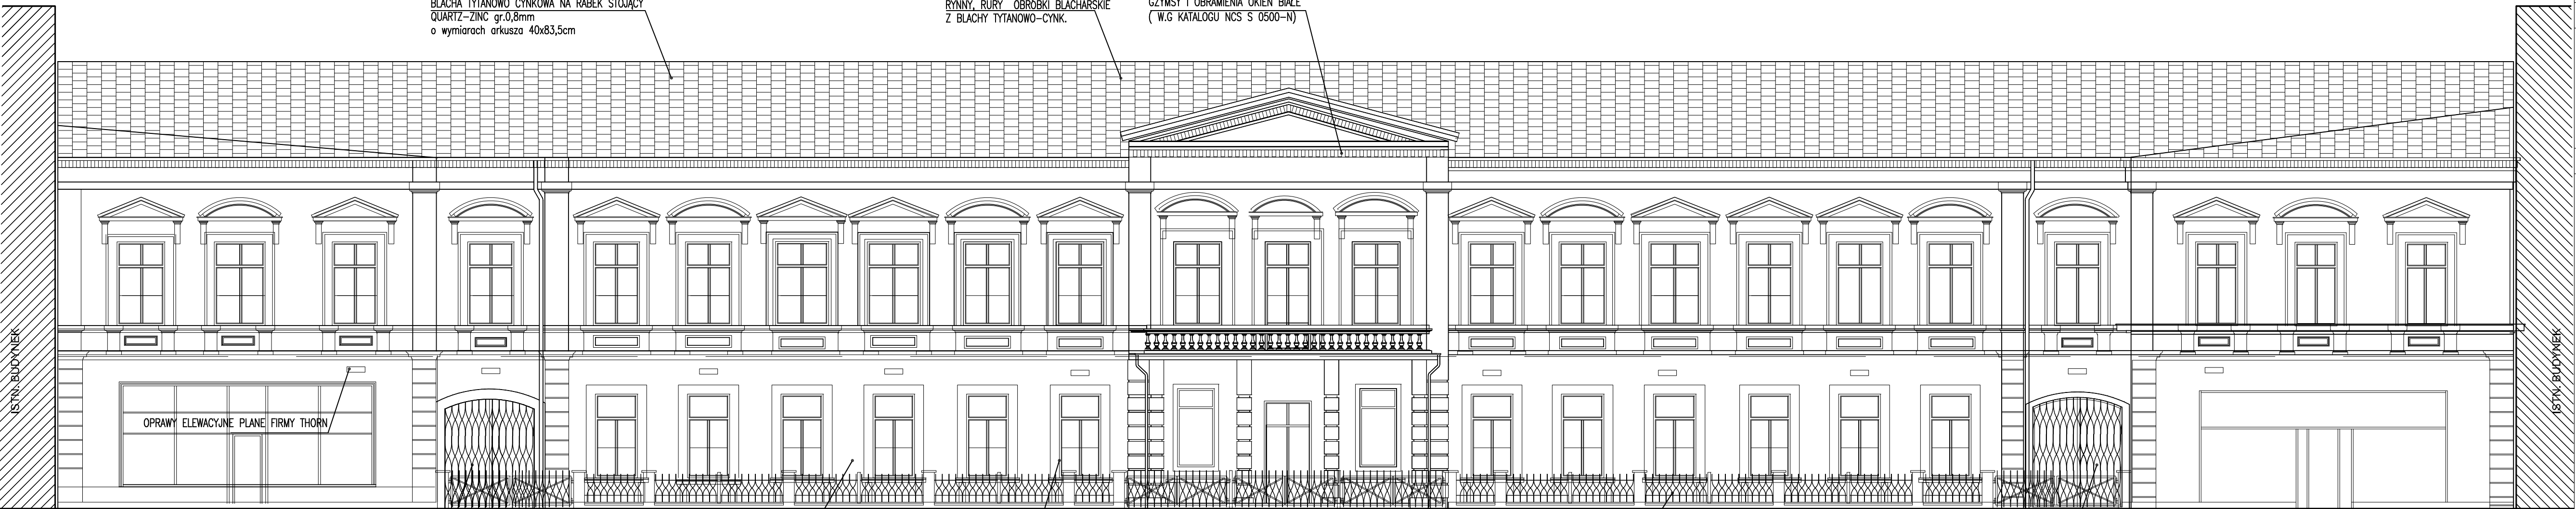 BLACHA TYTANOWO CYNKOWA NA RĄBEK STOJĄCY
QUARTZ-ZINC gr.0,8mm
o wymiarach arkusza 40x83,5cm
RYNNY, RURY OBRÓBKI BLACHARSKIE
Z BLACHY TYTANOWO-CYNK.
GZYMSY I OBRAMIENIA OKIEN BIAŁE
( W.G KATALOGU NCS S 0500-N)
ISTN. BUDYNEK
OPRAWY ELEWACYJNE PLANE FIRMY THORN
ISTN. BUDYNEK